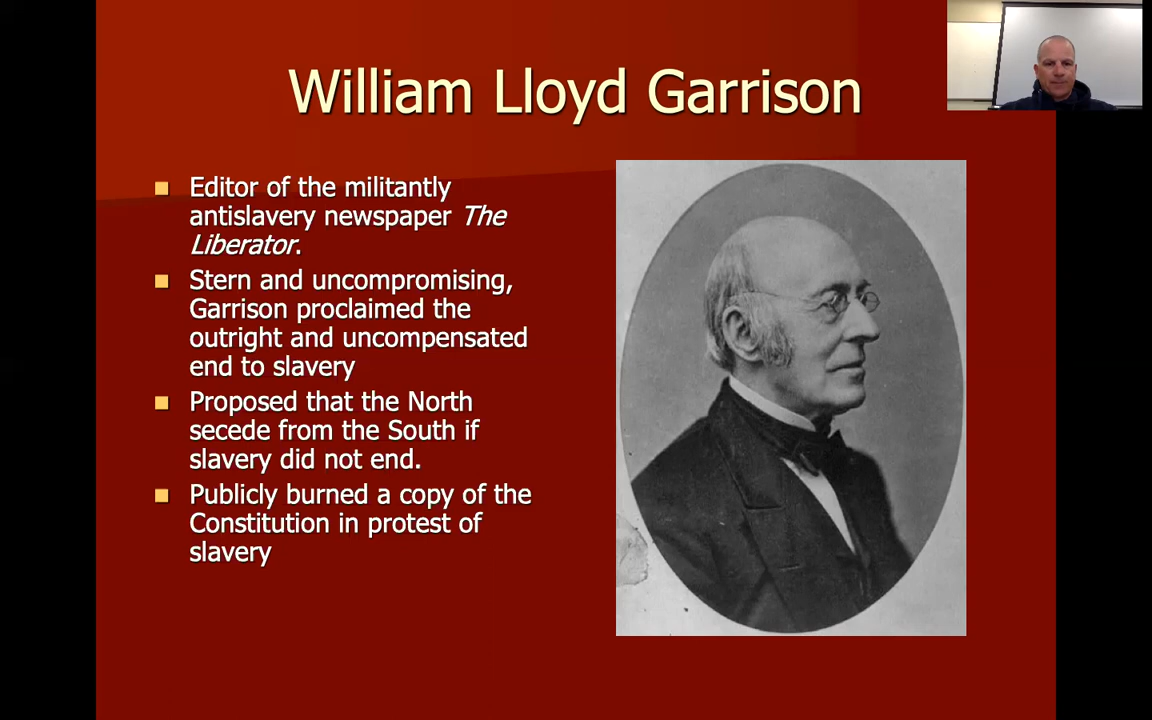 William Lloyd Garrison
Editor of the militantly
antislavery newspaper The
Liberator.
Stern and uncompromising,
Garrison proclaimed the
outright and uncompensated
end to slavery
Proposed that the North
secede from the South if
slavery did not end.
Publicly burned a copy of the
Constitution in protest of
slavery